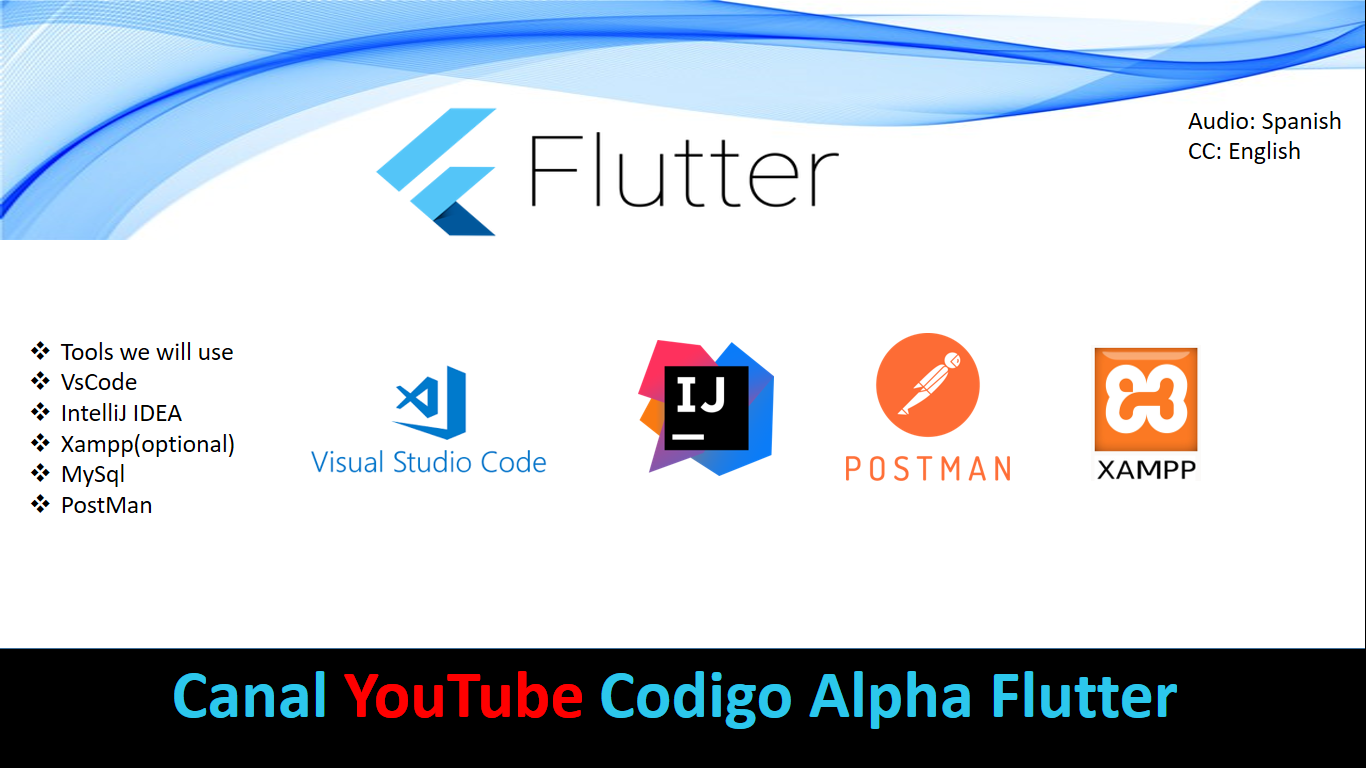 Flutter
Audio: Spanish
CC: English
Tools we will use
VsCode
IntelliJ IDEA
Xampp(optional)
MySql
PostMan
Visual Studio Code
IJ
POSTMAN
XAMPP
Canal YouTube Codigo Alpha Flutter